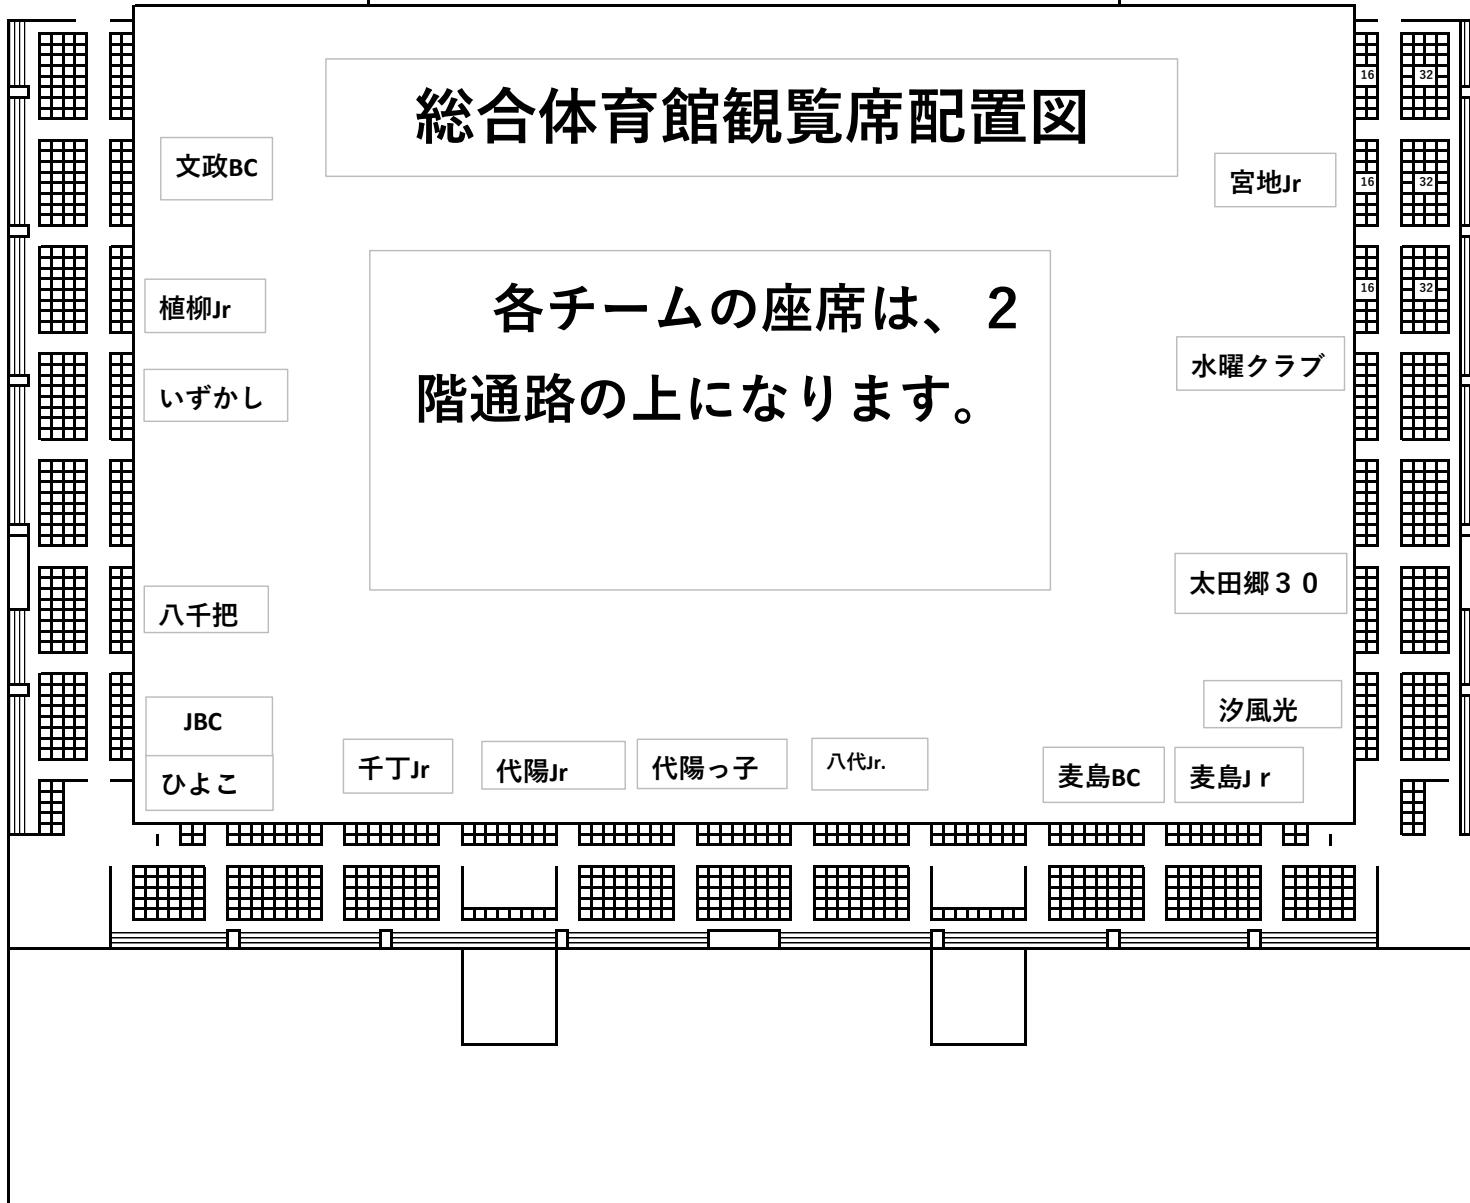 総合体育館観覧席配置図
16
32
文政BC
宮地Jr
16
32
各チームの座席は、２
階通路の上になります。
植柳Jr
16
32
水曜クラブ
いずかし
太田郷３０
八千把
汐風光
JBC
ひよこ
千丁Jr
代陽Jr
代陽っ子
八代Jr.
麦島BC
麦島Jｒ